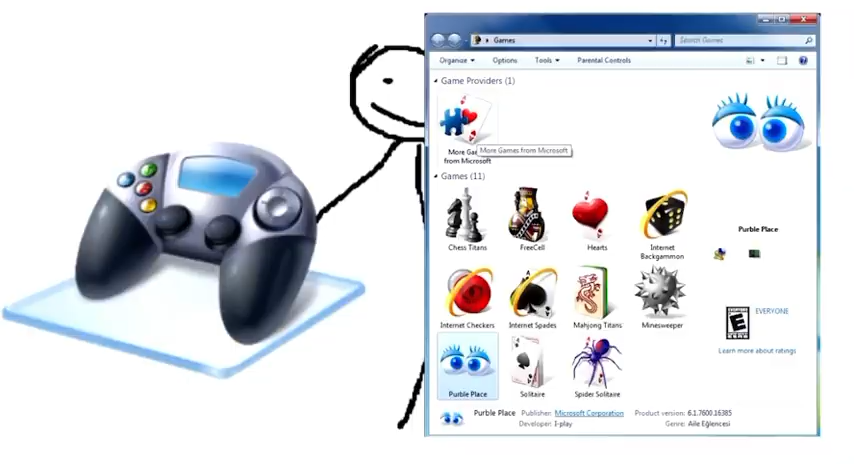 Games
Search Games
Organize
Options
Tools
Parental Controls
Game Providers (1)
More Ga
from Microsoft
More Games from Microsoft
Games (11)
Chess Titans
FreeCell
Hearts
Internet
Backgammon
Internet Checkers
Internet Spades
Mahjong Titans
Minesweeper
Purble Place
Solitaire
Spider Solitaire
Purble Place
EVERYONE
E
EVERYONE
Learn more about ratings
Purble Place Publisher: Microsoft Corporation Product version: 6.1.7600.16385
Developer: I-play Genre: Aile Eğlencesi